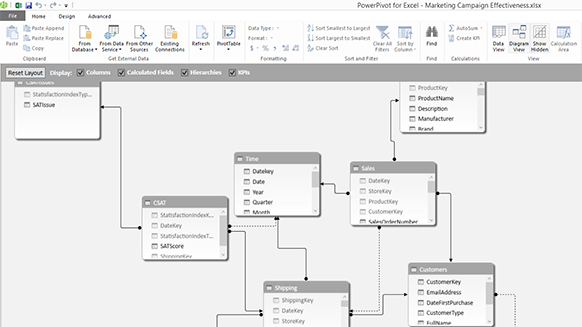 PowerPivot for Excel - Marketing Campaign Effectiveness.xlsx
Home
Design
Advanced
Paste
Paste Append
Paste Replace
Copy
Clipboard
From Database
From Data Service
From Other Sources
Existing Connections
Get External Data
Refresh
PivotTable
Data Type :
Format :
$ % ,
Formatting
Sort Smallest to Largest
Sort Largest to Smallest
Clear Sort
Clear All Filters
Sort by Column
Sort and Filter
Find
Find
AutoSum
Create KPI
Calculations
Data View
Diagram View
Show Hidden
Calculation Area
View
Reset Layout
Display:
Columns
Calculated Fields
Hierarchies
KPIs
StatisfactionIndexTyp...
SATIssue
ProductKey
ProductName
Description
Manufacturer
Brand
Time
Datekey
Date
Year
Quarter
Month
Sales
DateKey
StoreKey
ProductKey
CustomerKey
SalesOrderNumber
CSAT
StatisfactionIndexK...
DateKey
StatisfactionIndexT...
SATScore
ShippingKey
Shipping
ShippingKey
DateKey
StoreKey
Customers
CustomerKey
EmailAddress
DateFirstPurchase
CustomerType
FullName